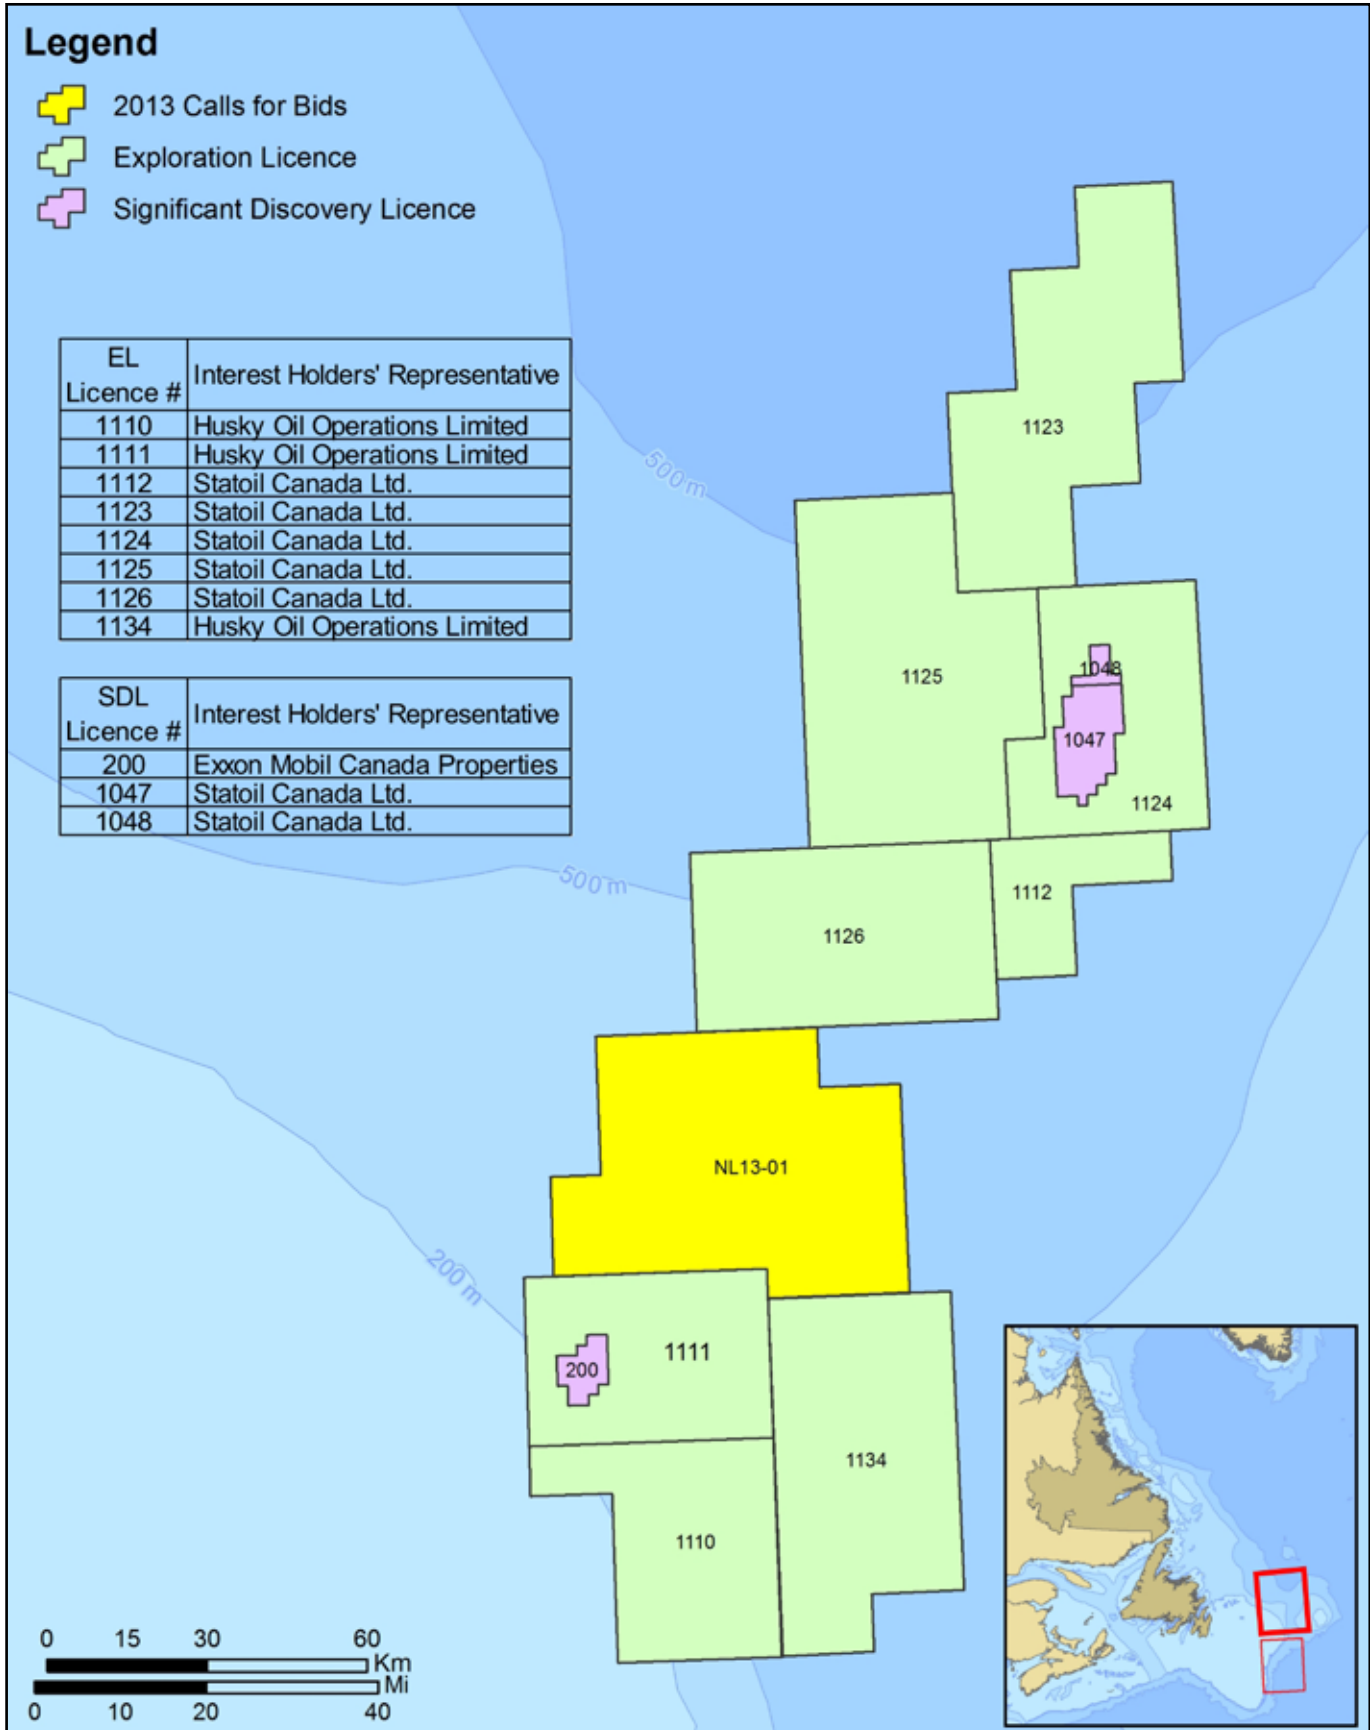 Legend
2013 Calls for Bids
Exploration Licence
Significant Discovery Licence
EL
Licence #
Interest Holders' Representative
1110 Husky Oil Operations Limited
1111 Husky Oil Operations Limited
1112 Statoil Canada Ltd.
1123 Statoil Canada Ltd.
1124 Statoil Canada Ltd.
1125 Statoil Canada Ltd.
1126 Statoil Canada Ltd.
1134 Husky Oil Operations Limited
SDL
Licence #
Interest Holders' Representative
200 Exxon Mobil Canada Properties
1047 Statoil Canada Ltd.
1048 Statoil Canada Ltd.
1123
500 m
1125
1048
1047
1124
500 m
1112
1126
NL13-01
200 m
1111
200
1134
1110
0 15 30 60
Km
Mi
0 10 20 40